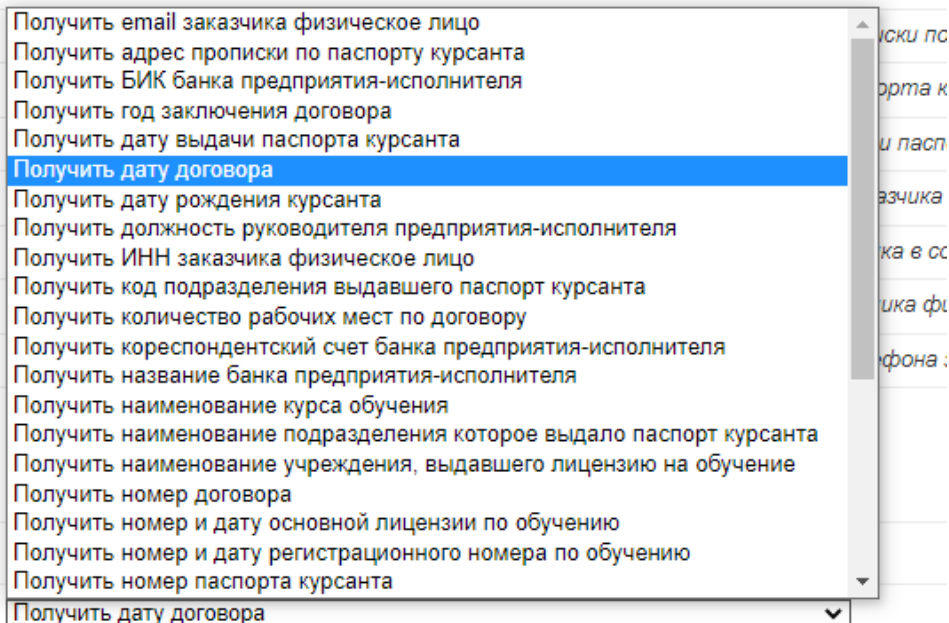 Получить email заказчика физическое лицо
Получить адрес прописки по паспорту курсанта
Получить БИК банка предприятия-исполнителя
Получить год заключения договора
Получить дату выдачи паспорта курсанта
Получить дату договора
Получить дату рождения курсанта
Получить должность руководителя предприятия-исполнителя
Получить ИНН заказчика физическое лицо
Получить код подразделения выдавшего паспорт курсанта
Получить количество рабочих мест по договору
Получить кореспондентский счет банка предприятия-исполнителя
Получить название банка предприятия-исполнителя
Получить наименование курса обучения
Получить наименование подразделения которое выдало паспорт курсанта
Получить наименование учреждения, выдавшего лицензию на обучение
Получить номер договора
Получить номер и дату основной лицензии по обучению
Получить номер и дату регистрационного номера по обучению
Получить номер паспорта курсанта
Получить дату договора